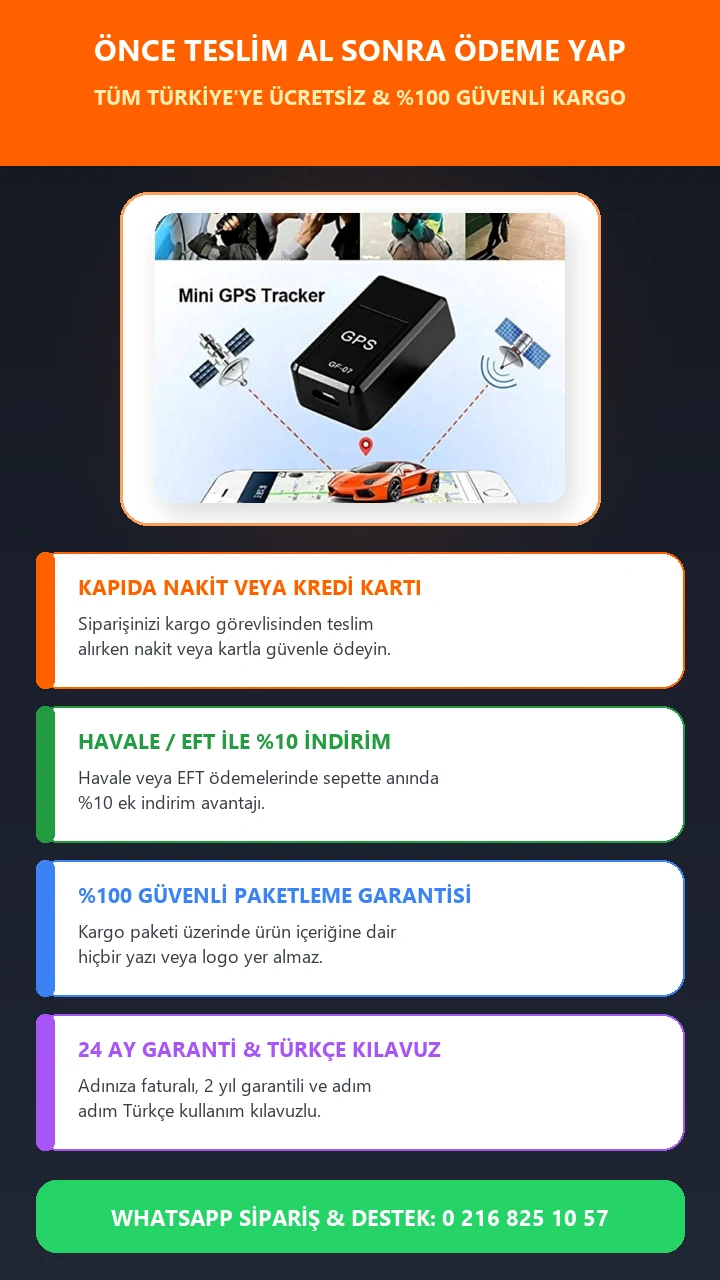 ÖNCE TESLİM AL SONRA ÖDEME YAP
TÜM TÜRKİYE'YE ÜCRETSİZ & %100 GÜVENLİ KARGO
Mini GPS Tracker
GPS
GF-07
KAPIDA NAKİT VEYA KREDİ KARTI
Siparişinizi kargo görevlisinden teslim
alırken nakit veya kartla güvenle ödeyin.
HAVALE / EFT İLE %10 İNDİRİM
Havale veya EFT ödemelerinde sepette anında
%10 ek indirim avantajı.
%100 GÜVENLİ PAKETLEME GARANTİSİ
Kargo paketi üzerinde ürün içeriğine dair
hiçbir yazı veya logo yer almaz.
24 AY GARANTİ & TÜRKÇE KILAVUZ
Adınıza faturalı, 2 yıl garantili ve adım
adım Türkçe kullanım kılavuzlu.
WHATSAPP SİPARİŞ & DESTEK: 0 216 825 10 57